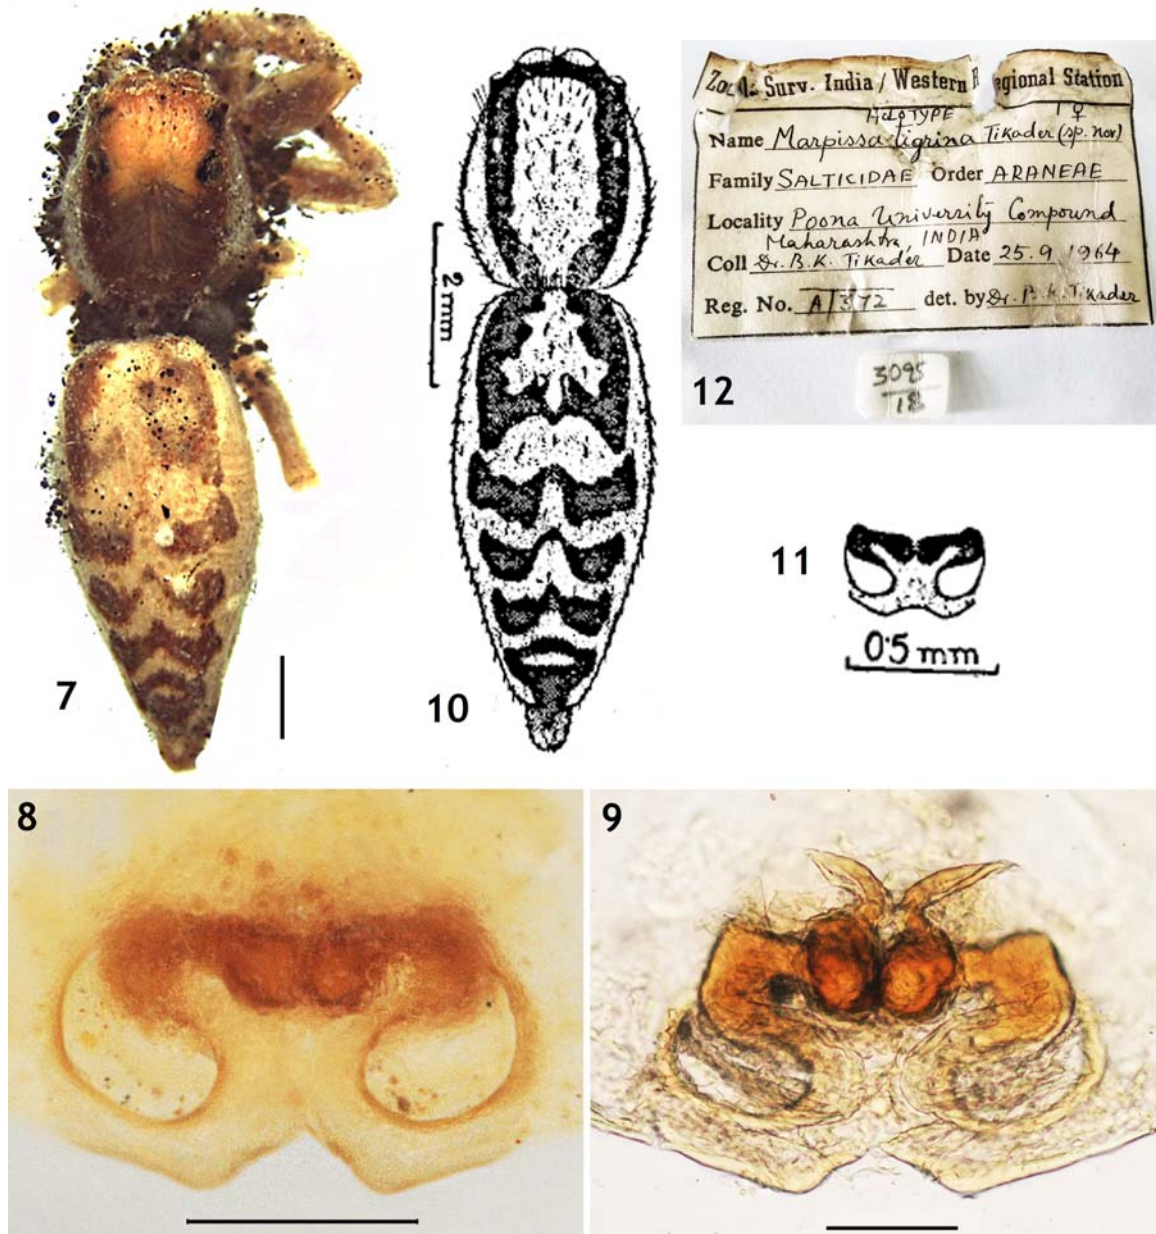 7
2 mm
10
Surv. India / Western Regional Station
HOLOTYPE 1 ♀
Name Marpissa tigrina Tikader (sp. nov)
Family SALTICIDAE Order ARANEAE
Locality Poona University Compound
Maharashtra, INDIA
Coll Dr. B. K. Tikader Date 25.9.1964
Reg. No. A/372 det. by Dr. B. K. Tikader
3095
18
12
11
0.5 mm
8
9